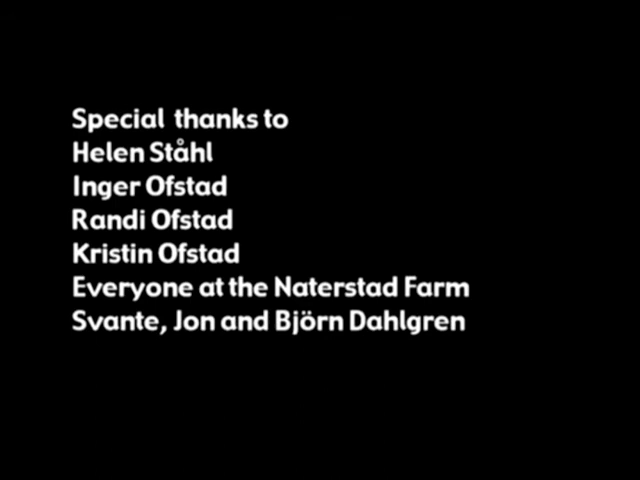 Special thanks to
Helen Ståhl
Inger Ofstad
Randi Ofstad
Kristin Ofstad
Everyone at the Naterstad Farm
Svante, Jon and Björn Dahlgren